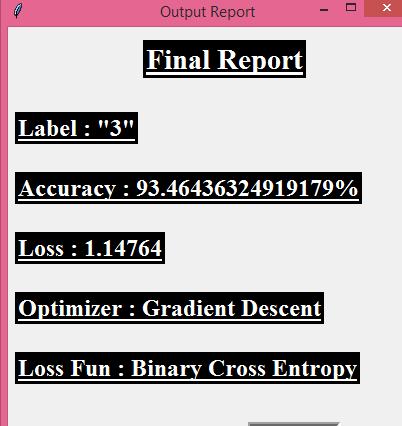 Output Report
Final Report
Label : "3"
Accuracy : 93.46436324919179%
Loss : 1.14764
Optimizer : Gradient Descent
Loss Fun : Binary Cross Entropy